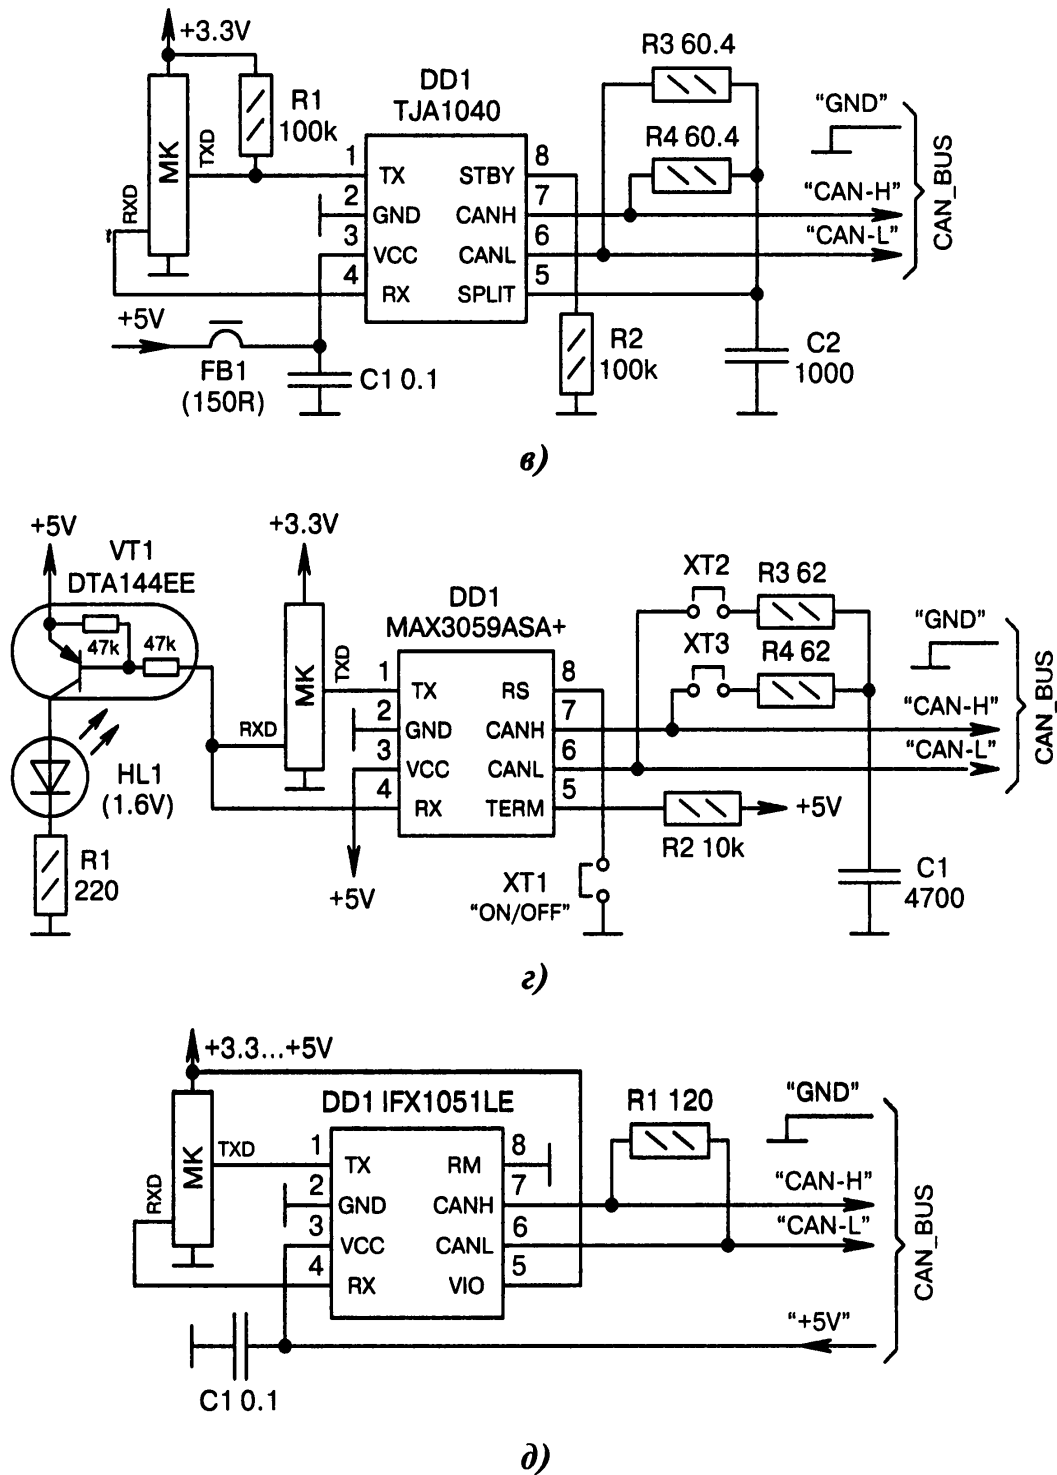 +3.3V
DD1
TJA1040
R3 60.4
R1
100k
R4 60.4
"GND"
MK
TXD
RXD
1
2
3
4
TX
GND
VCC
RX
STBY
CANH
CANL
SPLIT
8
7
6
5
"CAN-H"
"CAN-L"
CAN_BUS
+5V
FB1
(150R)
C1 0.1
R2
100k
C2
1000
в)
+5V
VT1
DTA144EE
47k
47k
+3.3V
DD1
MAX3059ASA+
XT2
R3 62
XT3
R4 62
"GND"
MK
TXD
RXD
1
2
3
4
TX
GND
VCC
RX
RS
CANH
CANL
TERM
8
7
6
5
"CAN-H"
"CAN-L"
CAN_BUS
HL1
(1.6V)
R1
220
+5V
R2 10k
+5V
XT1
"ON/OFF"
C1
4700
г)
+3.3...+5V
DD1 IFX1051LE
R1 120
"GND"
MK
TXD
RXD
1
2
3
4
TX
GND
VCC
RX
RM
CANH
CANL
VIO
8
7
6
5
"CAN-H"
"CAN-L"
CAN_BUS
"+5V"
C1 0.1
д)